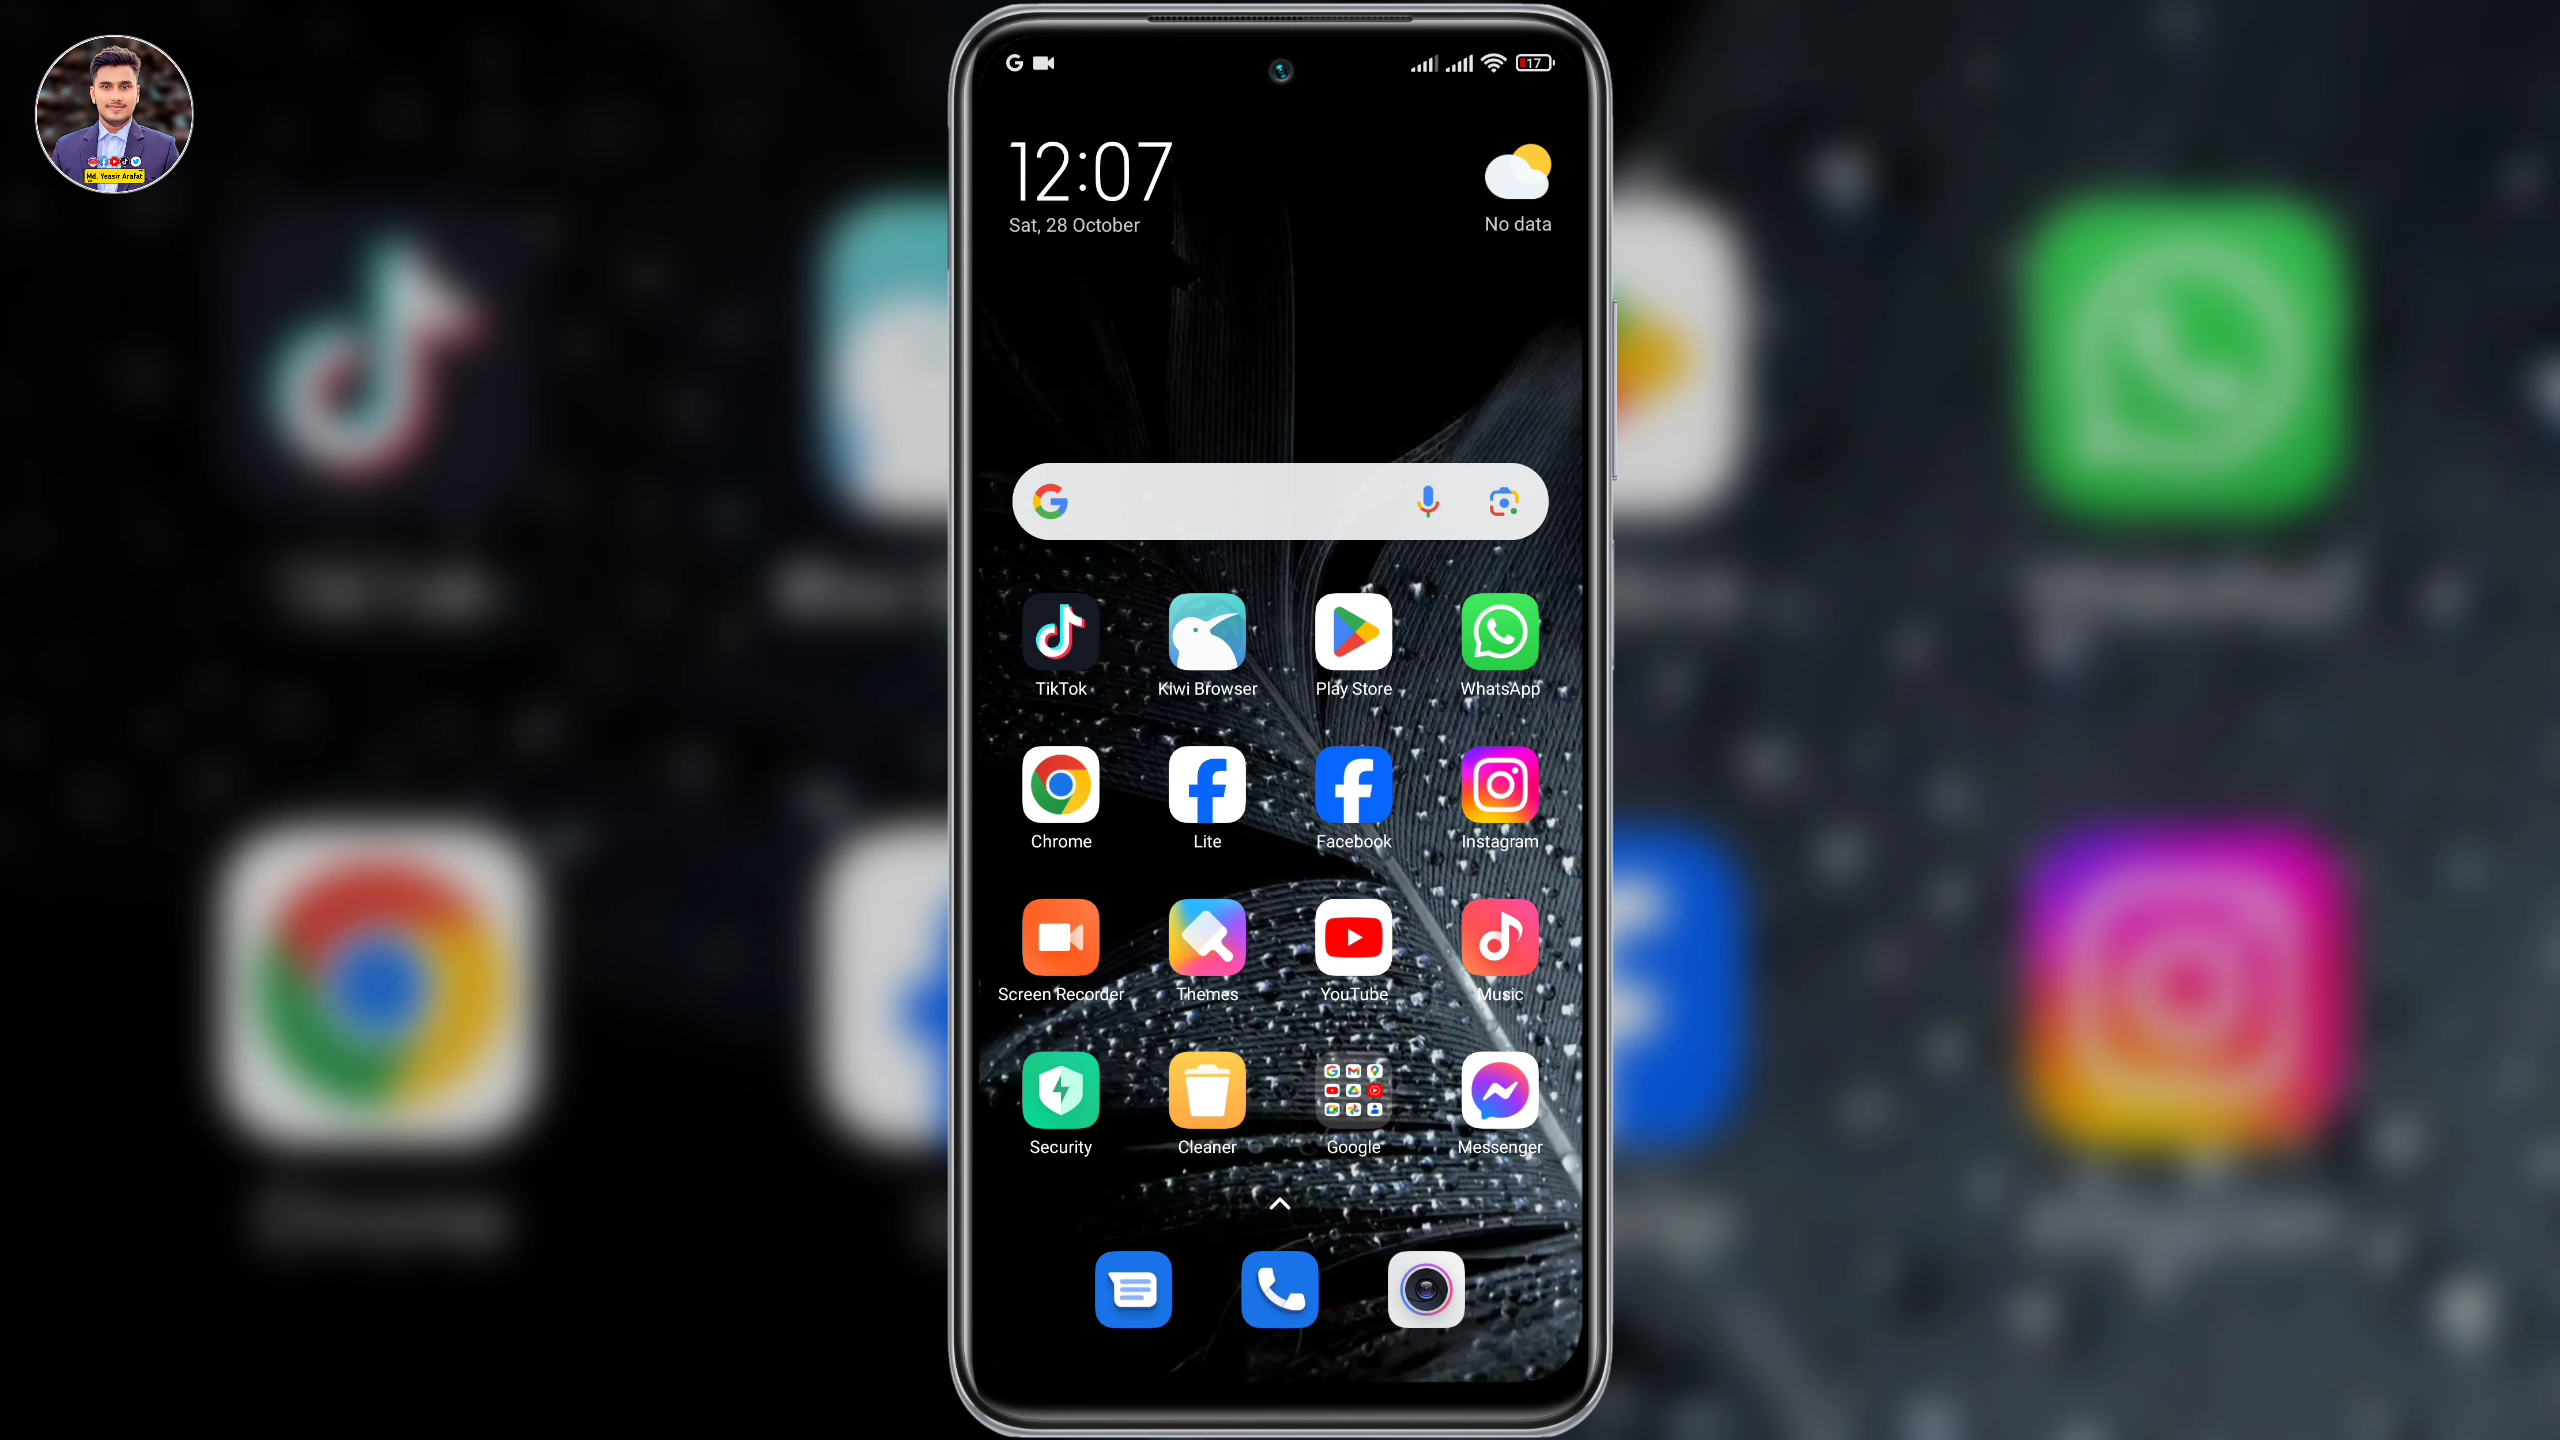 Md. Yeasir Arafat
17
12:07
Sat, 28 October
No data
TikTok
Kiwi Browser
Play Store
WhatsApp
Chrome
Lite
Facebook
Instagram
Screen Recorder
Themes
YouTube
Music
Security
Cleaner
Google
Messenger